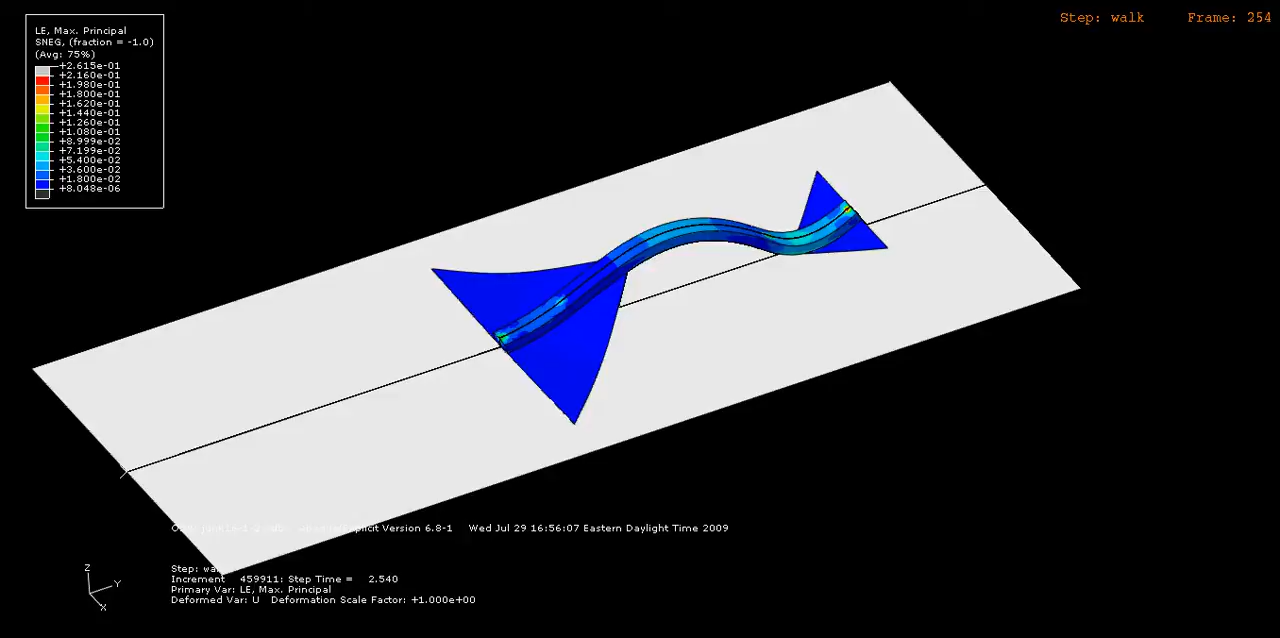 Step: walk Frame: 254
LE, Max. Principal
SNEG, (fraction = -1.0)
(Avg: 75%)
+2.615e-01
+2.160e-01
+1.980e-01
+1.800e-01
+1.620e-01
+1.440e-01
+1.260e-01
+1.080e-01
+8.999e-02
+7.199e-02
+5.400e-02
+3.600e-02
+1.800e-02
+8.048e-06
Version 6.8-1 Wed Jul 29 16:56:07 Eastern Daylight Time 2009
Step:
Increment 459911: Step Time = 2.540
Primary Var: LE, Max. Principal
Deformed Var: U Deformation Scale Factor: +1.000e+00
Z
Y
X